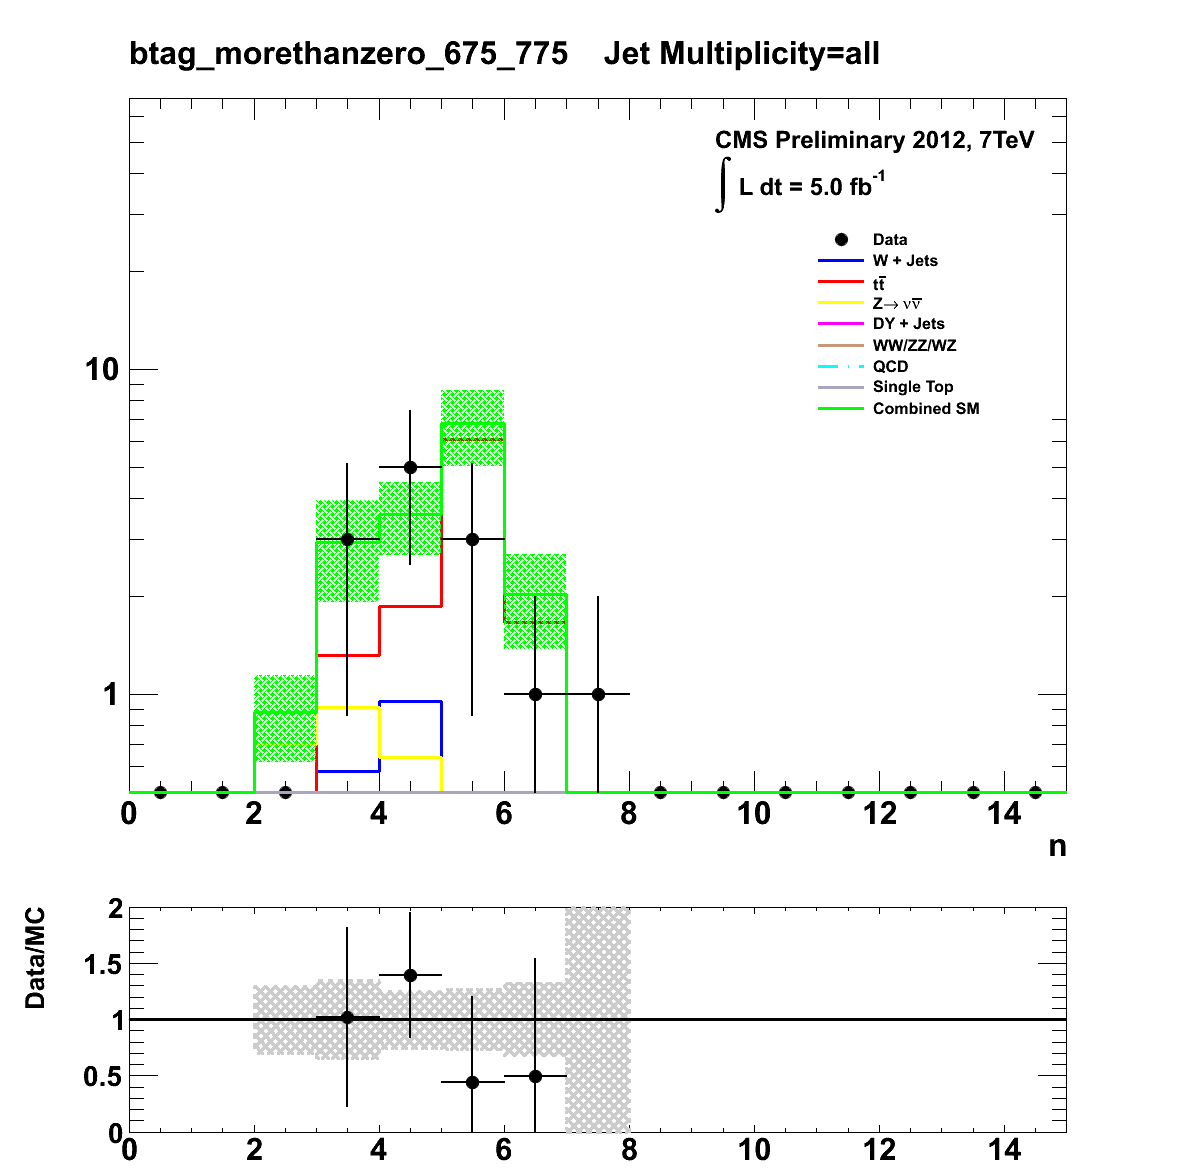 btag_morethanzero_675_775    Jet Multiplicity=all
CMS Preliminary 2012, 7TeV
∫ L dt = 5.0 fb⁻¹
Data
W + Jets
tt̅
Z→ νν̅
DY + Jets
WW/ZZ/WZ
QCD
Single Top
Combined SM
10
1
0 2 4 6 8 10 12 14
n
Data/MC
2
1.5
1
0.5
0
0 2 4 6 8 10 12 14